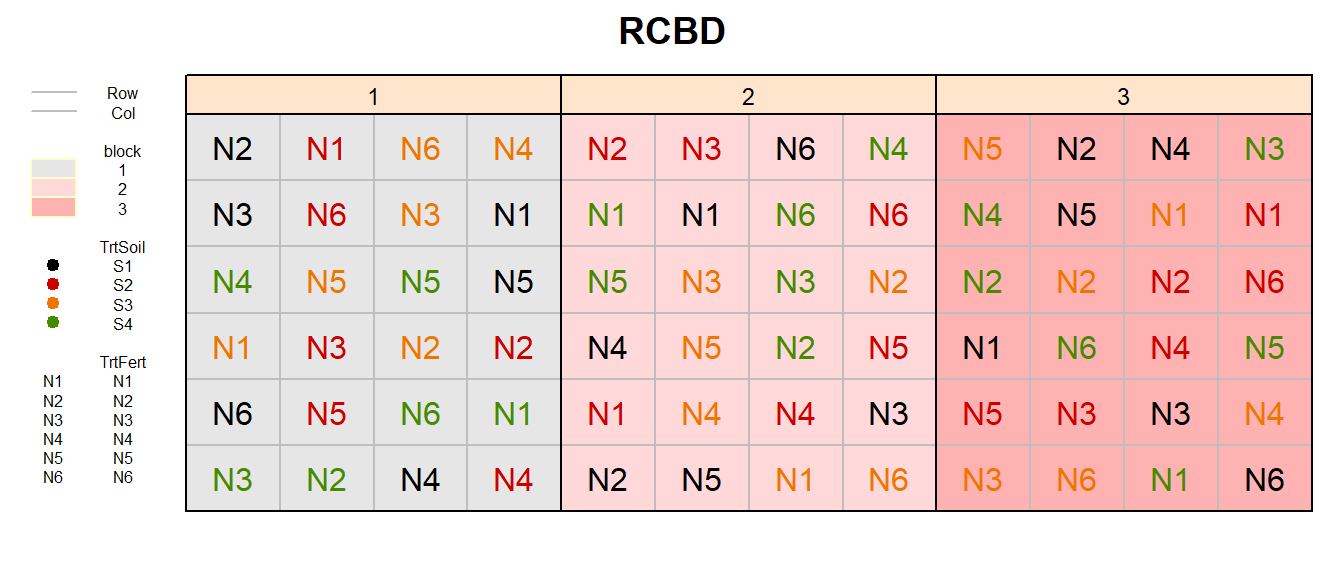 RCBD
1 2 3
Row
Col
block
1
2
3
TrtSoil
S1
S2
S3
S4
TrtFert
N1 N1
N2 N2
N3 N3
N4 N4
N5 N5
N6 N6
N2 N1 N6 N4 N2 N3 N6 N4 N5 N2 N4 N3
N3 N6 N3 N1 N1 N1 N6 N6 N4 N5 N1 N1
N4 N5 N5 N5 N5 N3 N3 N2 N2 N2 N2 N6
N1 N3 N2 N2 N4 N5 N2 N5 N1 N6 N4 N5
N6 N5 N6 N1 N1 N4 N4 N3 N5 N3 N3 N4
N3 N2 N4 N4 N2 N5 N1 N6 N3 N6 N1 N6